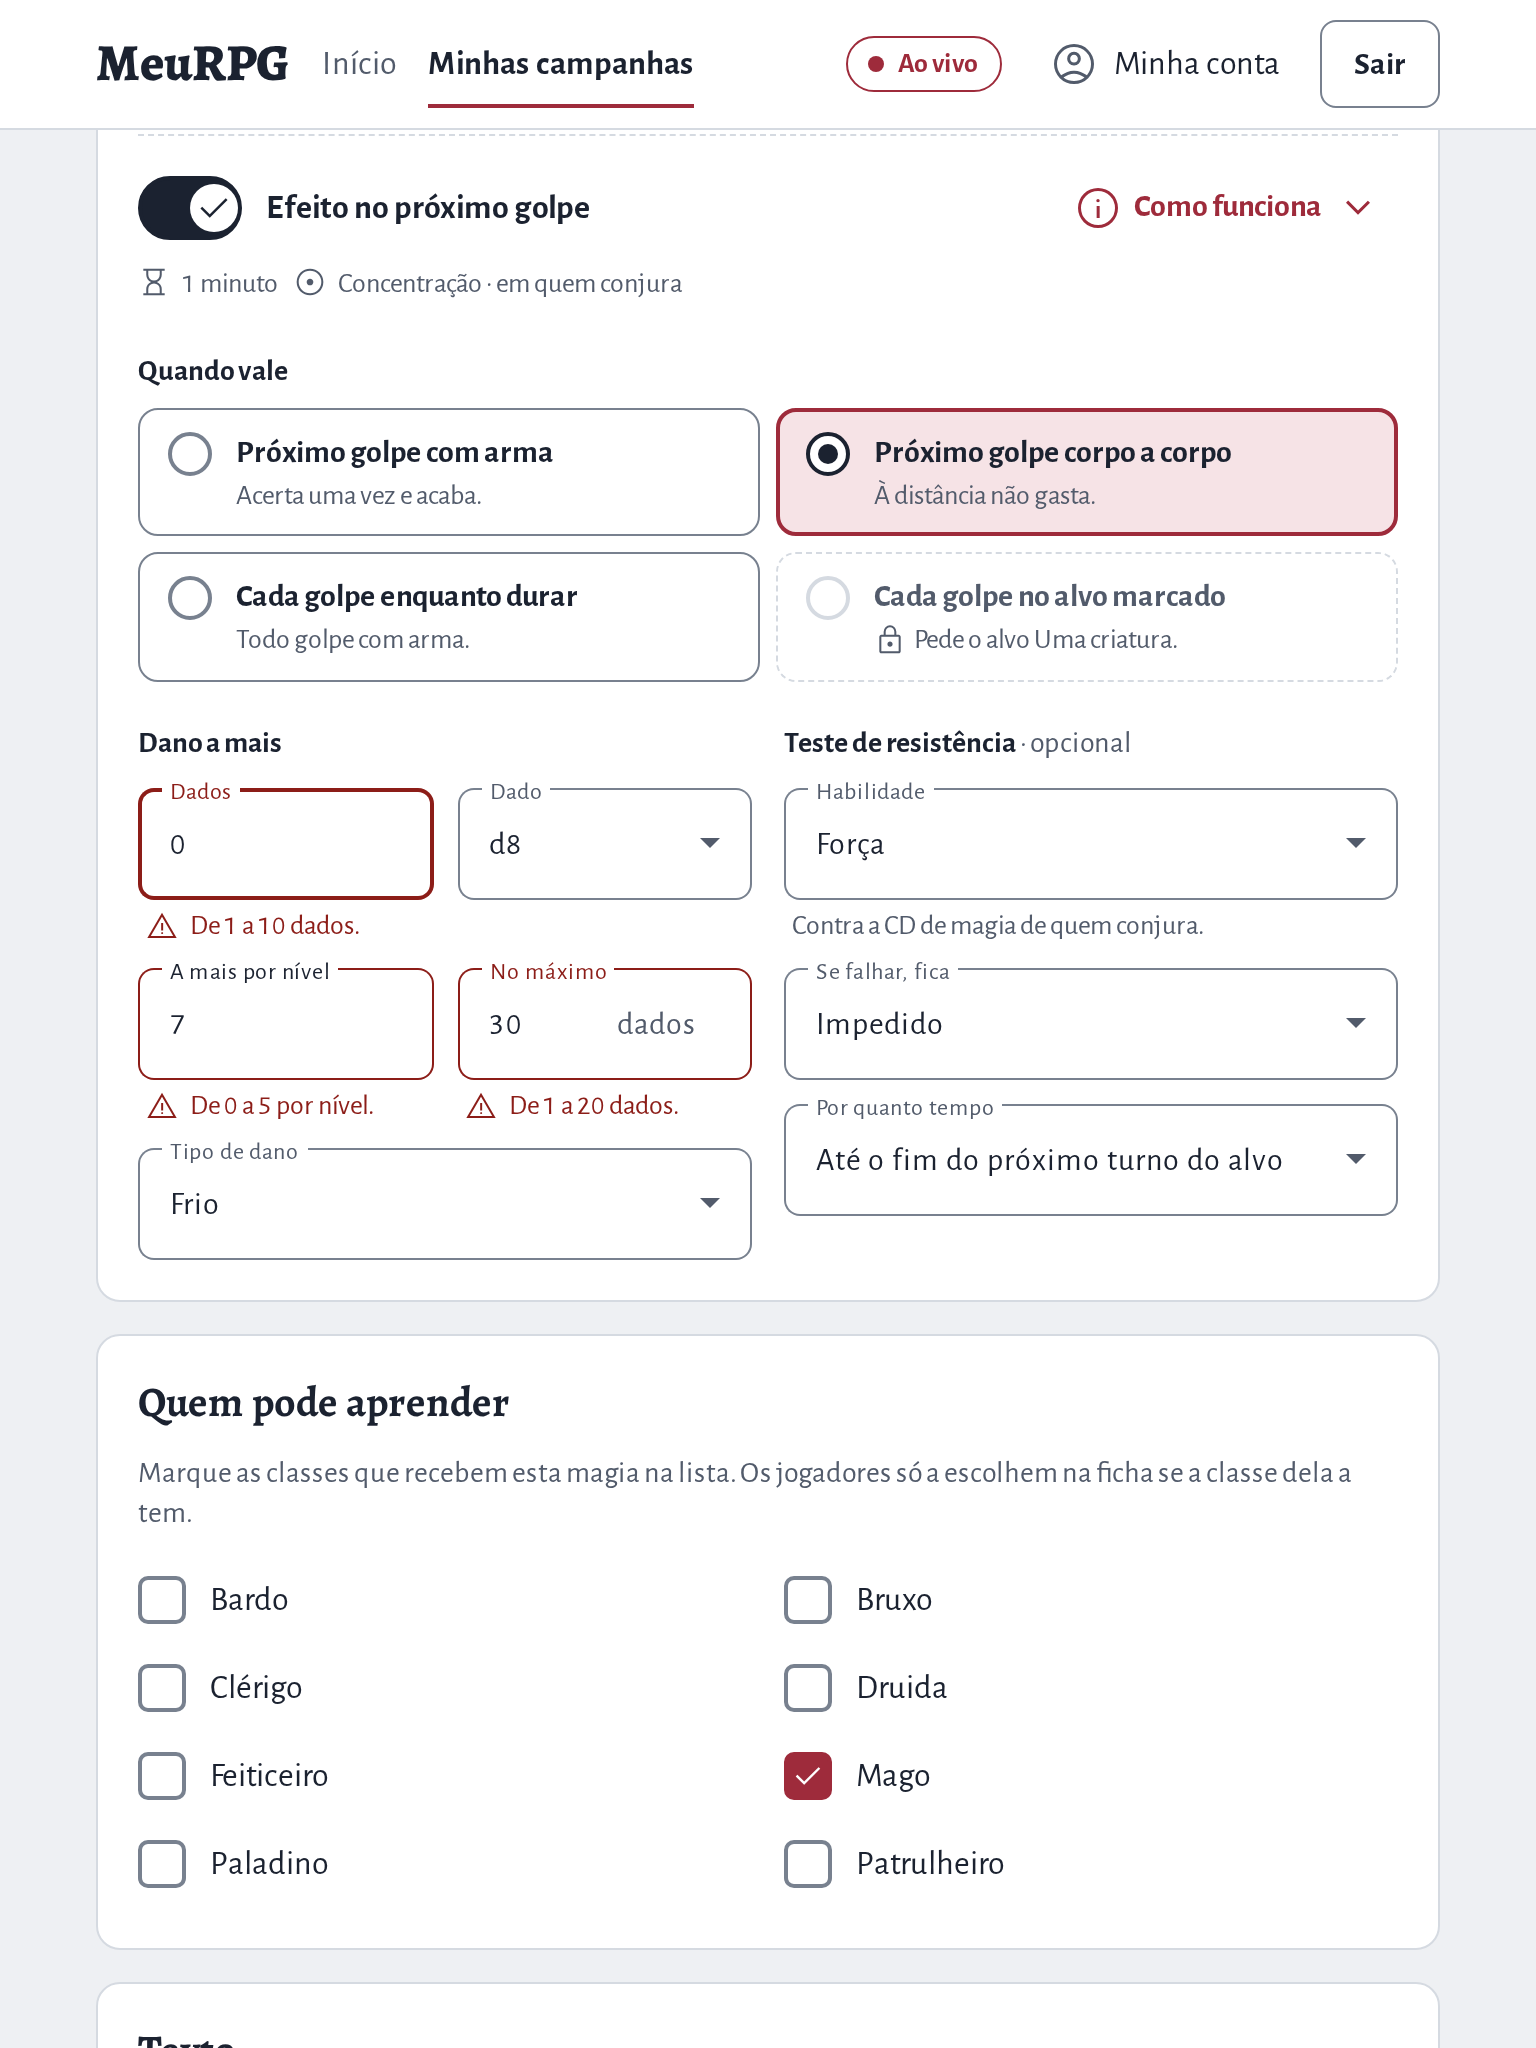 MeuRPG
Início
Minhas campanhas
Ao vivo
Minha conta
Sair
Efeito no próximo golpe
Como funciona
1 minuto
Concentração · em quem conjura
Quando vale
Próximo golpe com arma
Acerta uma vez e acaba.
Próximo golpe corpo a corpo
À distância não gasta.
Cada golpe enquanto durar
Todo golpe com arma.
Cada golpe no alvo marcado
Pede o alvo Uma criatura.
Dano a mais
Dados
0
De 1 a 10 dados.
Dado
d8
A mais por nível
7
De 0 a 5 por nível.
No máximo
30 dados
De 1 a 20 dados.
Tipo de dano
Frio
Teste de resistência · opcional
Habilidade
Força
Contra a CD de magia de quem conjura.
Se falhar, fica
Impedido
Por quanto tempo
Até o fim do próximo turno do alvo
Quem pode aprender
Marque as classes que recebem esta magia na lista. Os jogadores só a escolhem na ficha se a classe dela a
tem.
Bardo
Bruxo
Clérigo
Druida
Feiticeiro
Mago
Paladino
Patrulheiro
Texto